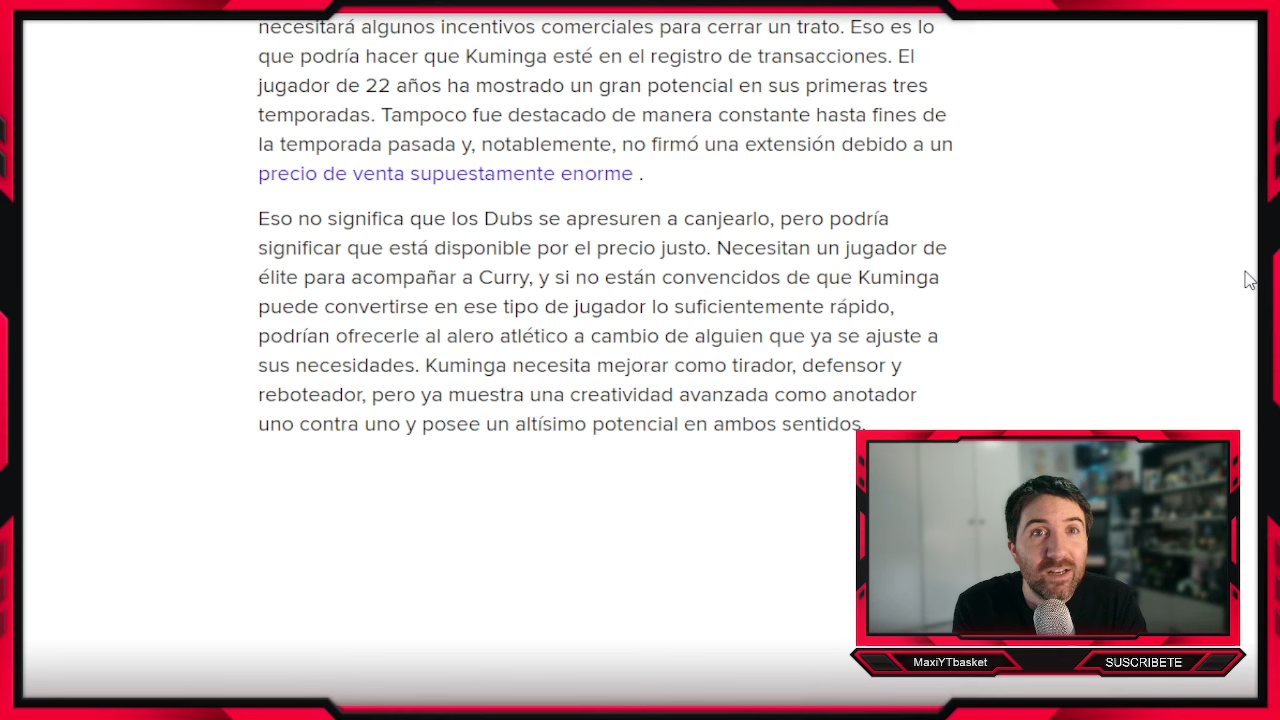 necesitará algunos incentivos comerciales para cerrar un trato. Eso es lo
que podría hacer que Kuminga esté en el registro de transacciones. El
jugador de 22 años ha mostrado un gran potencial en sus primeras tres
temporadas. Tampoco fue destacado de manera constante hasta fines de
la temporada pasada y, notablemente, no firmó una extensión debido a un
precio de venta supuestamente enorme .
Eso no significa que los Dubs se apresuren a canjearlo, pero podría
significar que está disponible por el precio justo. Necesitan un jugador de
élite para acompañar a Curry, y si no están convencidos de que Kuminga
puede convertirse en ese tipo de jugador lo suficientemente rápido,
podrían ofrecerle al alero atlético a cambio de alguien que ya se ajuste a
sus necesidades. Kuminga necesita mejorar como tirador, defensor y
reboteador, pero ya muestra una creatividad avanzada como anotador
uno contra uno y posee un altísimo potencial en ambos sentidos.
MaxiYTbasket
SUSCRIBETE